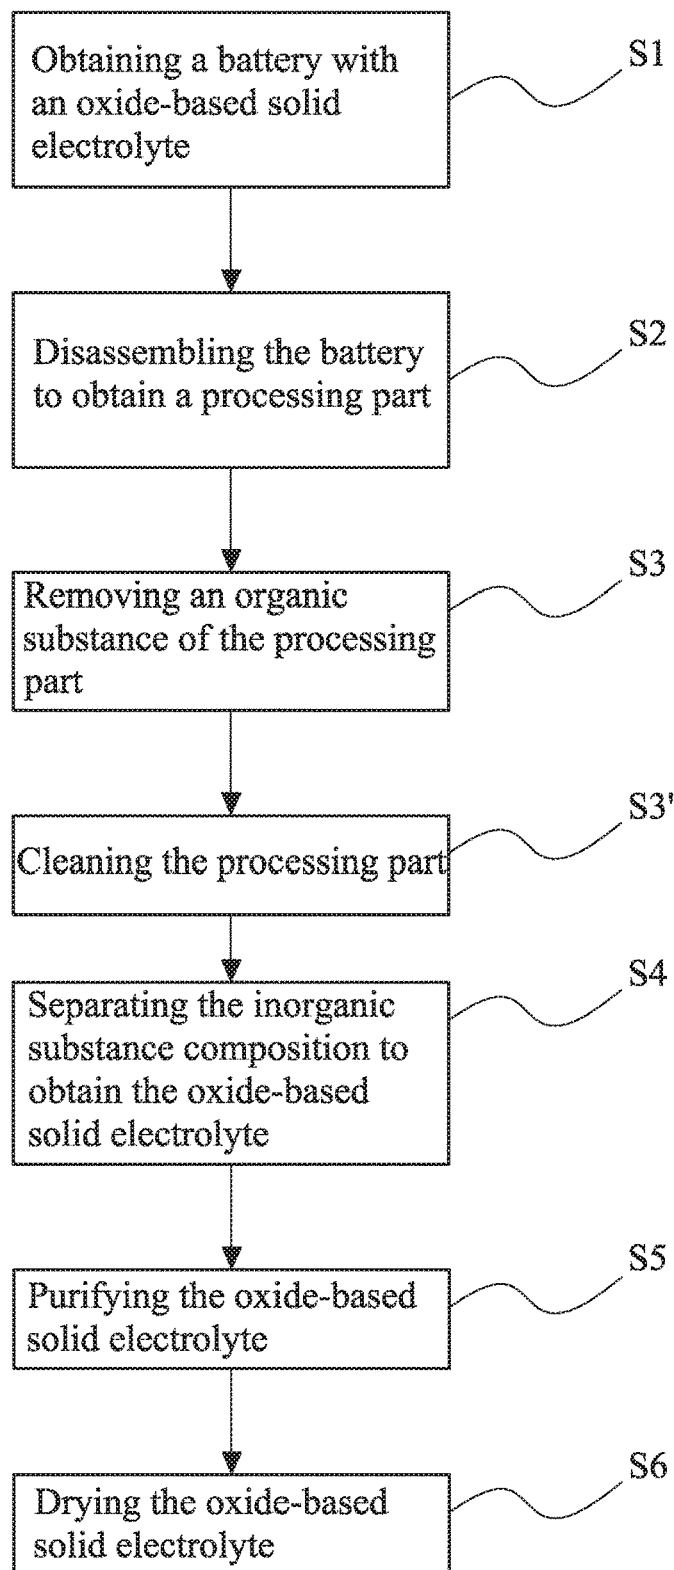 Obtaining a battery with
an oxide-based solid
electrolyte
S1
Disassembling the battery
to obtain a processing part
S2
Removing an organic
substance of the processing
part
S3
Cleaning the processing part
S3'
Separating the inorganic
substance composition to
obtain the oxide-based
solid electrolyte
S4
Purifying the oxide-based
solid electrolyte
S5
Drying the oxide-based
solid electrolyte
S6